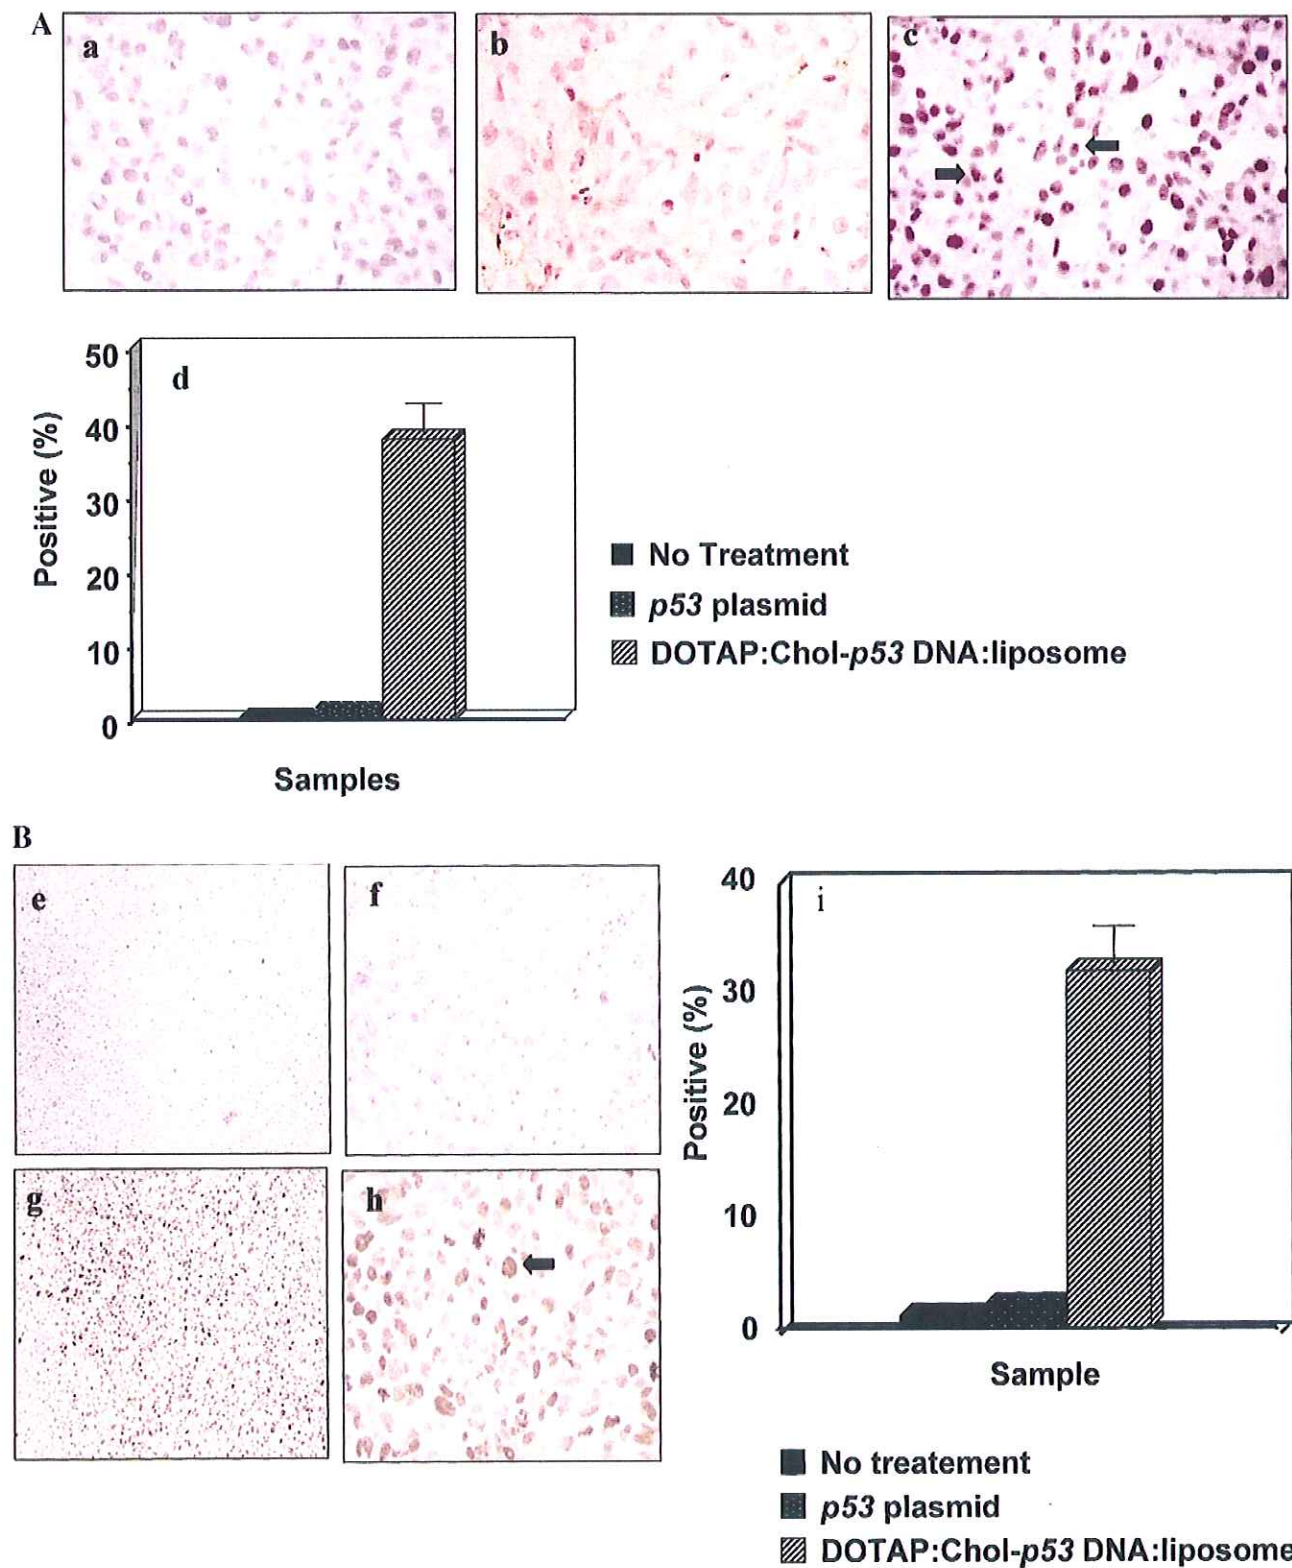 A
a
b
c
d
50
40
30
20
10
0
Positive (%)
Samples
No Treatment
p53 plasmid
DOTAP:Chol-p53 DNA:liposome
B
e
f
g
h
i
40
30
20
10
0
Positive (%)
Sample
No treatement
p53 plasmid
DOTAP:Chol-p53 DNA:liposome